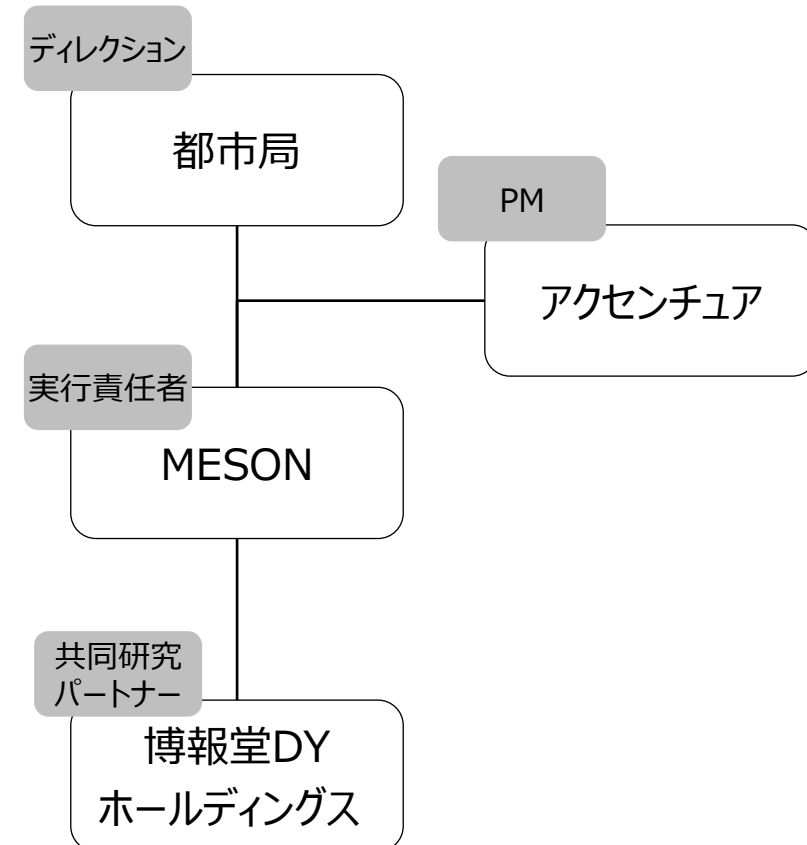 ディレクション
都市局
PM
アクセンチュア
実行責任者
MESON
共同研究
パートナー
博報堂DY
ホールディングス